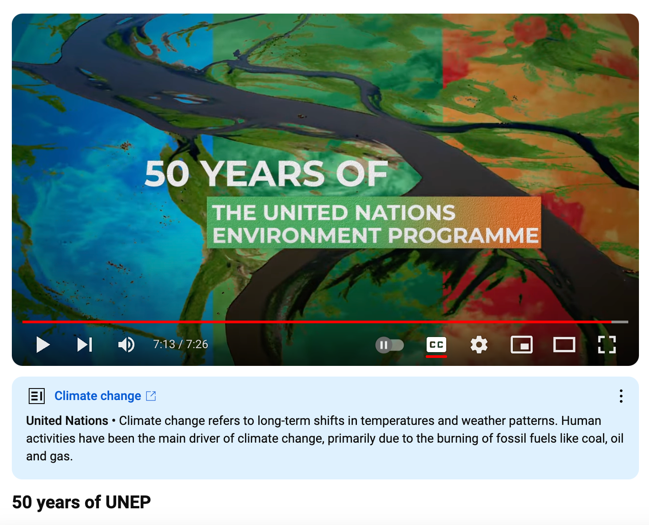 50 YEARS OF
THE UNITED NATIONS
ENVIRONMENT PROGRAMME
7:13 / 7:26
CC
Climate change
United Nations • Climate change refers to long-term shifts in temperatures and weather patterns. Human
activities have been the main driver of climate change, primarily due to the burning of fossil fuels like coal, oil
and gas.
50 years of UNEP